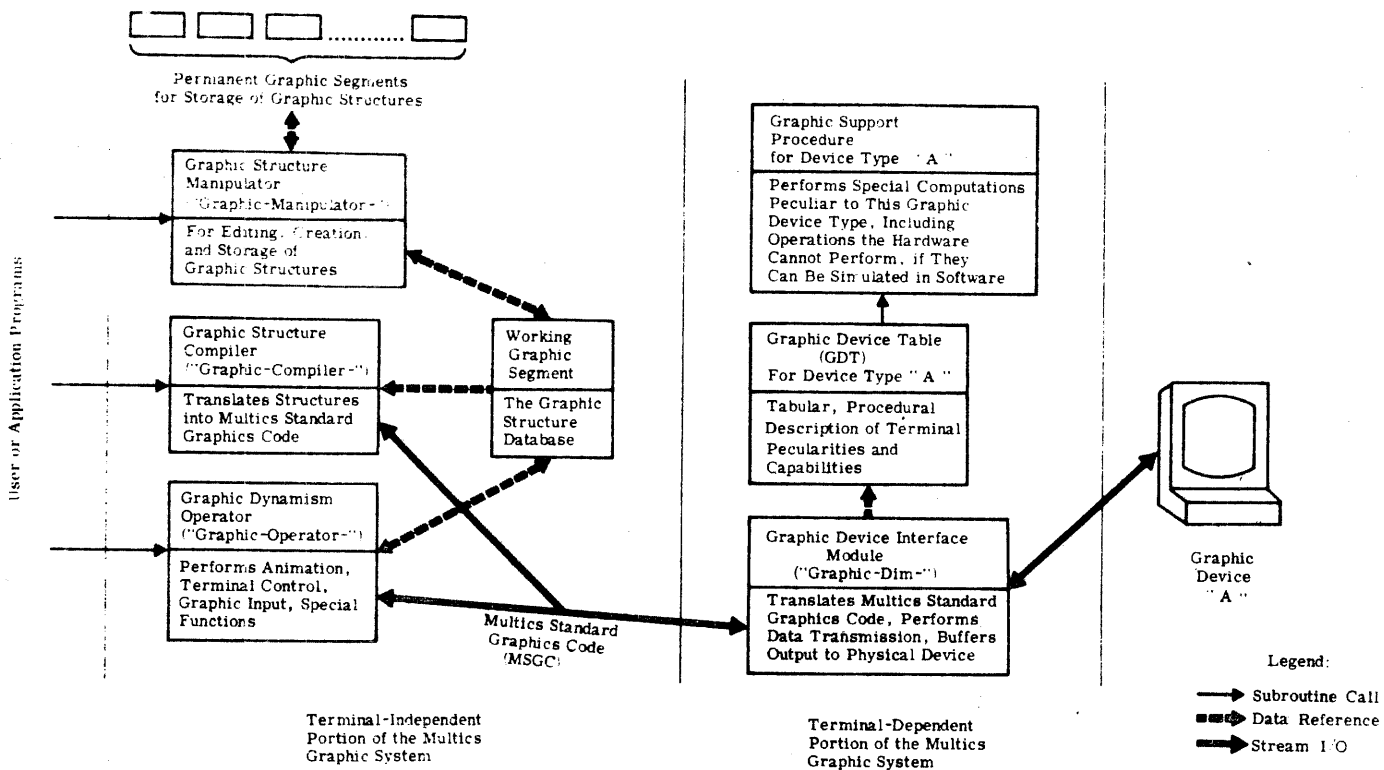 Permanent Graphic Segments
for Storage of Graphic Structures
User or Application Programs
Graphic Structure
Manipulator
("Graphic-Manipulator-")
For Editing, Creation,
and Storage of
Graphic Structures
Graphic Structure
Compiler
("Graphic-Compiler-")
Translates Structures
into Multics Standard
Graphics Code
Working
Graphic
Segment
The Graphic
Structure
Database
Graphic Dynamism
Operator
("Graphic-Operator-")
Performs Animation,
Terminal Control,
Graphic Input, Special
Functions
Multics Standard
Graphics Code
(MSGC)
Terminal-Independent
Portion of the Multics
Graphic System
Graphic Support
Procedure
for Device Type "A"
Performs Special Computations
Peculiar to This Graphic
Device Type, Including
Operations the Hardware
Cannot Perform, if They
Can Be Simulated in Software
Graphic Device Table
(GDT)
For Device Type "A"
Tabular, Procedural
Description of Terminal
Pecularities and
Capabilities
Graphic Device Interface
Module
("Graphic-Dim-")
Translates Multics Standard
Graphics Code, Performs
Data Transmission, Buffers
Output to Physical Device
Terminal-Dependent
Portion of the Multics
Graphic System
Graphic
Device
"A"
Legend:
Subroutine Call
Data Reference
Stream I/O